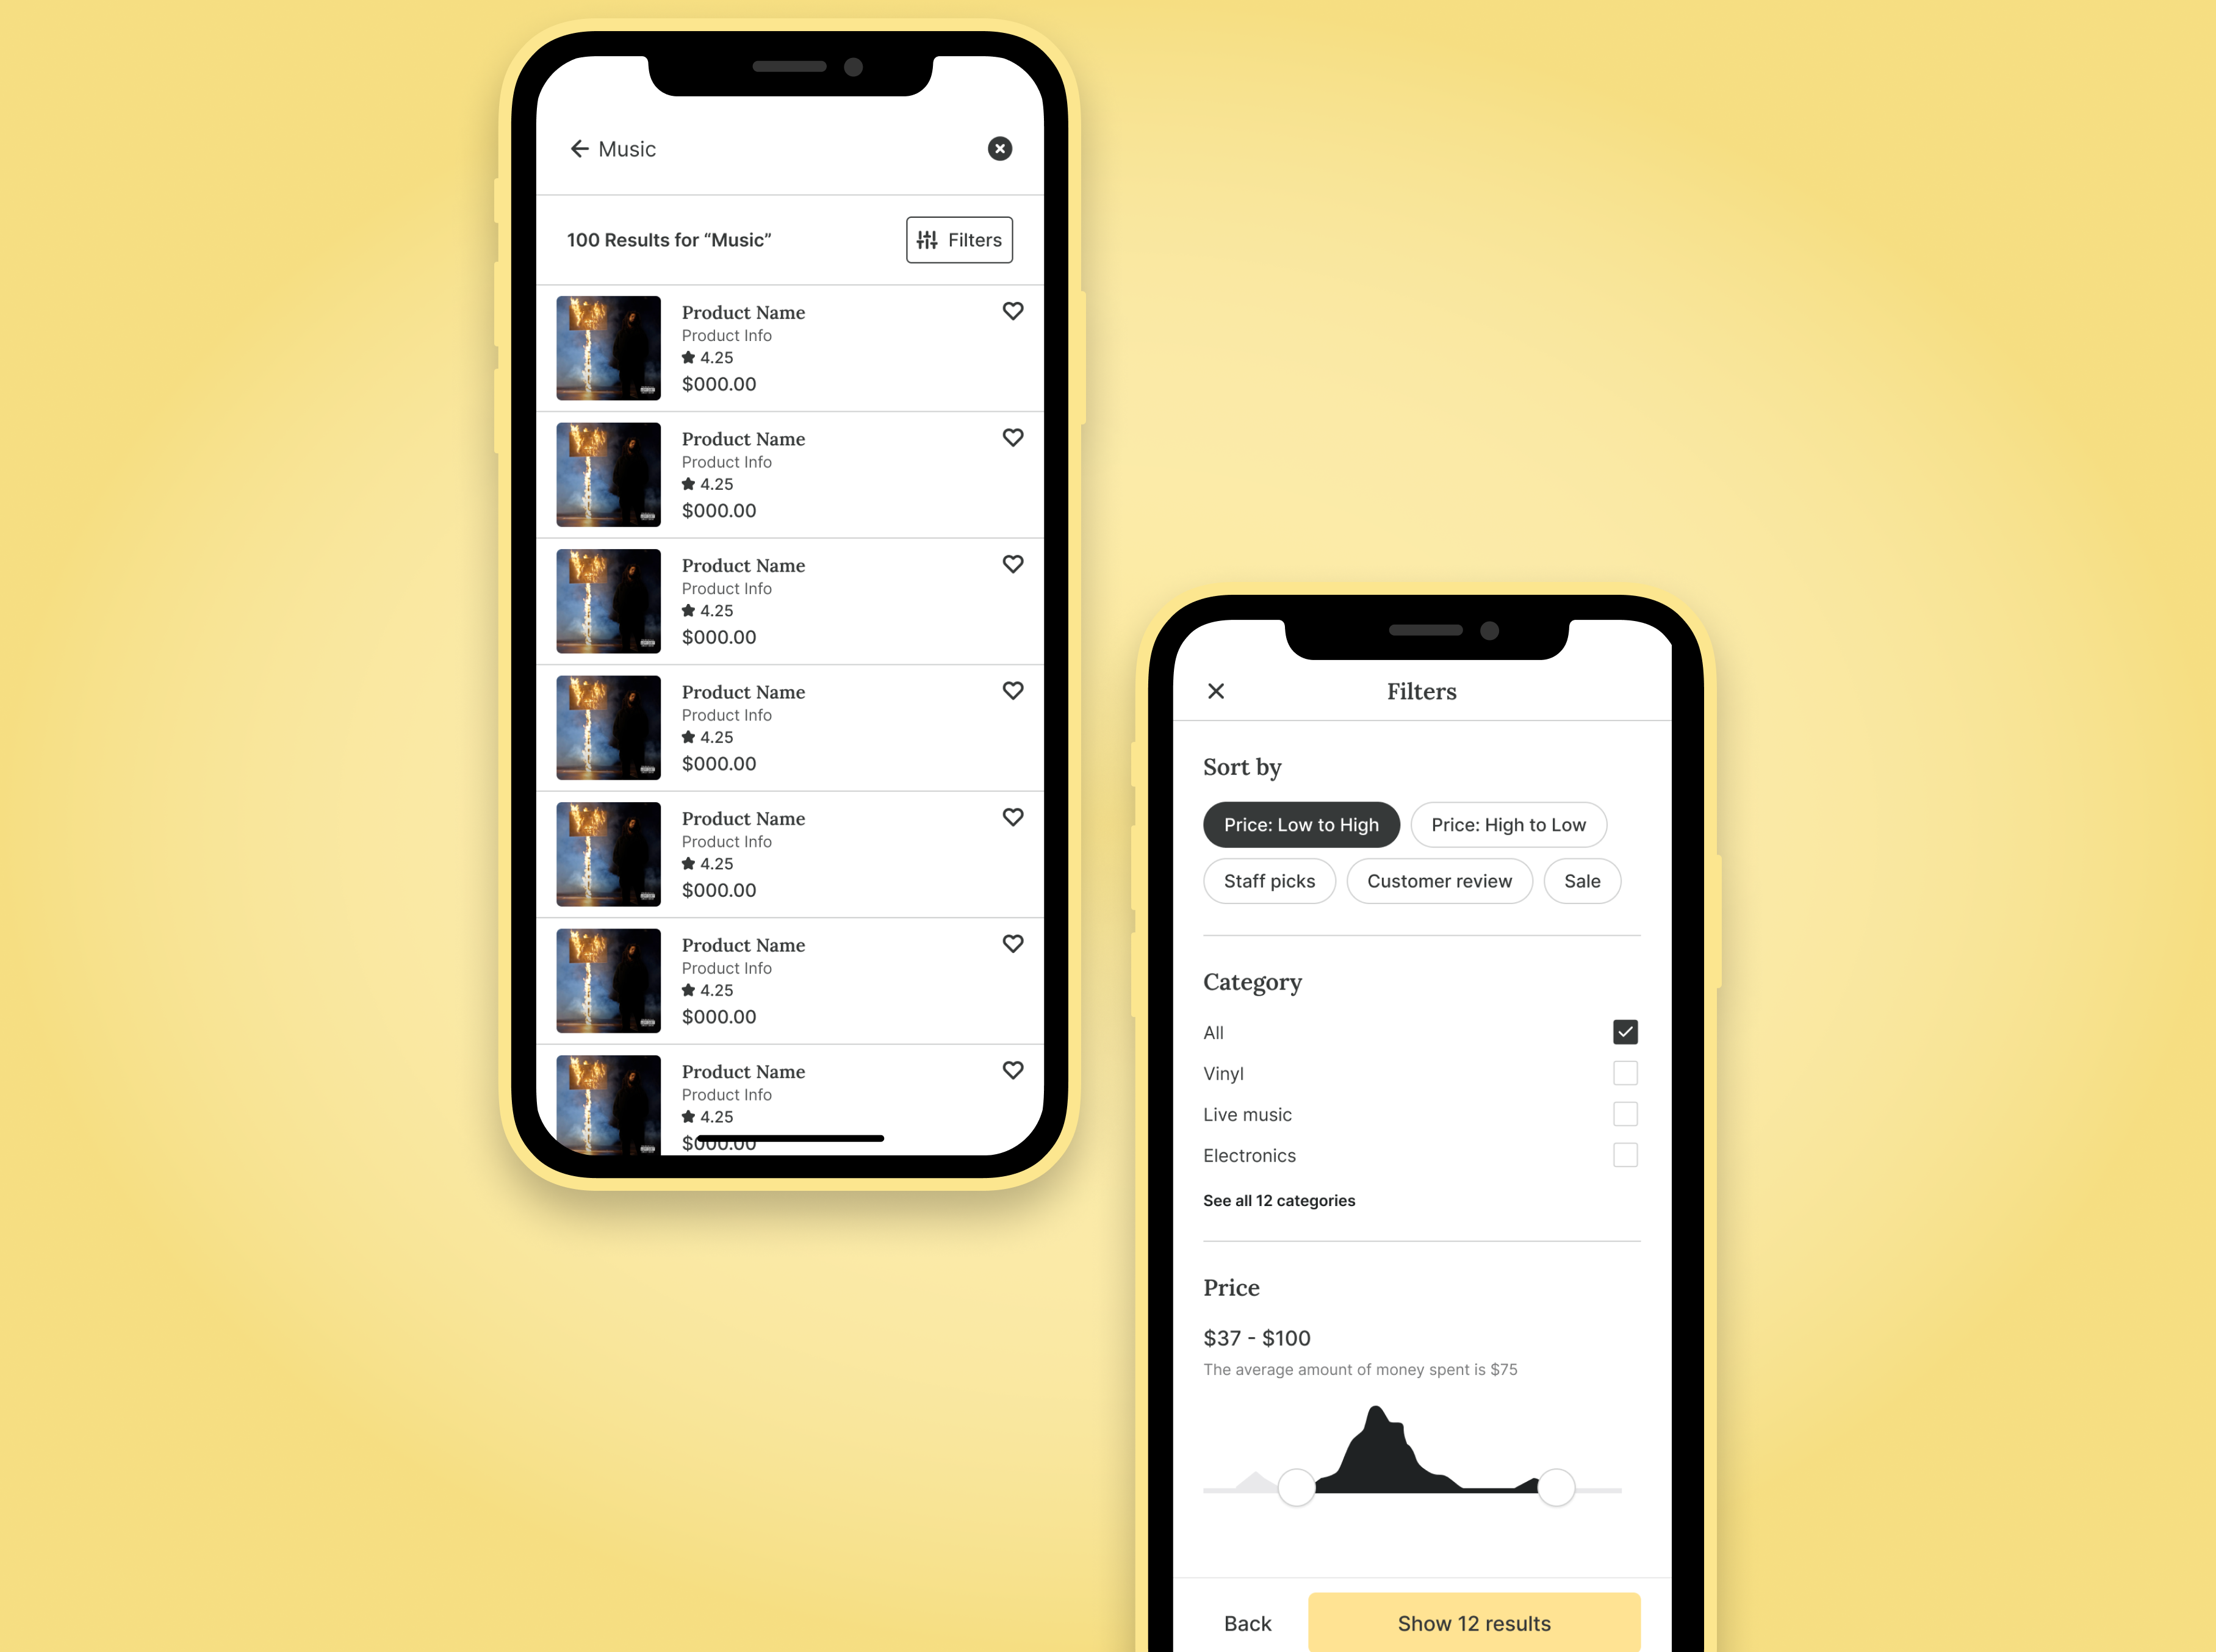 Music
100 Results for “Music”
Filters
Product Name
Product Info
4.25
$000.00
Product Name
Product Info
4.25
$000.00
Product Name
Product Info
4.25
$000.00
Product Name
Product Info
4.25
$000.00
Product Name
Product Info
4.25
$000.00
Product Name
Product Info
4.25
$000.00
Product Name
Product Info
4.25
$000.00
Filters
Sort by
Price: Low to High
Price: High to Low
Staff picks
Customer review
Sale
Category
All
Vinyl
Live music
Electronics
See all 12 categories
Price
$37 - $100
The average amount of money spent is $75
Back
Show 12 results